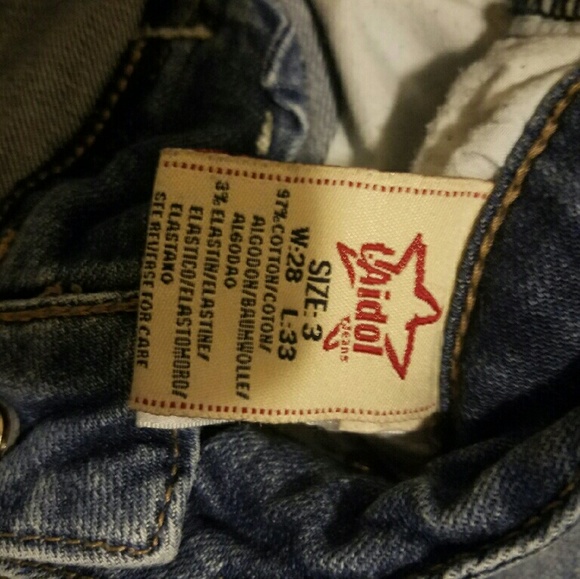 L.A. idol
Jeans
SIZE: 3
W:28 L:33
97% COTTON/COTON/
ALGODON/BAUMWOLLE/
ALGODAO
3% ELASTIN/ELASTINE/
ELASTICO/ELASTOMORO/
ELASTANO
SEE REVERSE FOR CARE